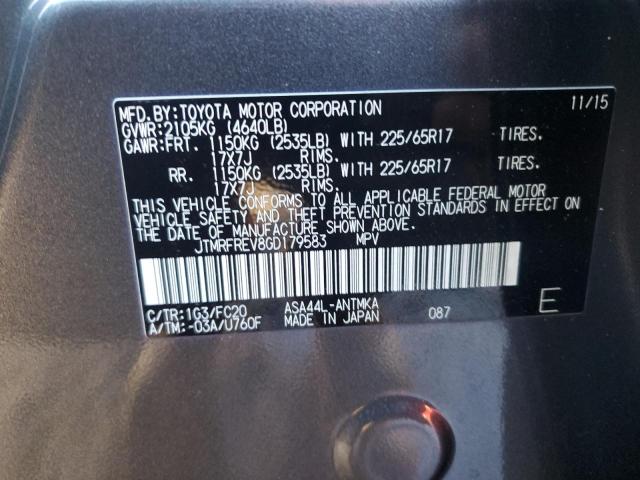 MFD.BY:TOYOTA MOTOR CORPORATION 11/15
GVWR:2105KG (4640LB)
GAWR:FRT. 1150KG (2535LB) WITH 225/65R17 TIRES.
17X7J RIMS.
RR. 1150KG (2535LB) WITH 225/65R17 TIRES.
17X7J RIMS.
THIS VEHICLE CONFORMS TO ALL APPLICABLE FEDERAL MOTOR
VEHICLE SAFETY AND THEFT PREVENTION STANDARDS IN EFFECT ON
THE DATE OF MANUFACTURE SHOWN ABOVE.
JTMRFREV8GD179583 MPV
C/TR:1G3/FC20 ASA44L-ANTMKA 087 E
A/TM:-03A/U760F MADE IN JAPAN